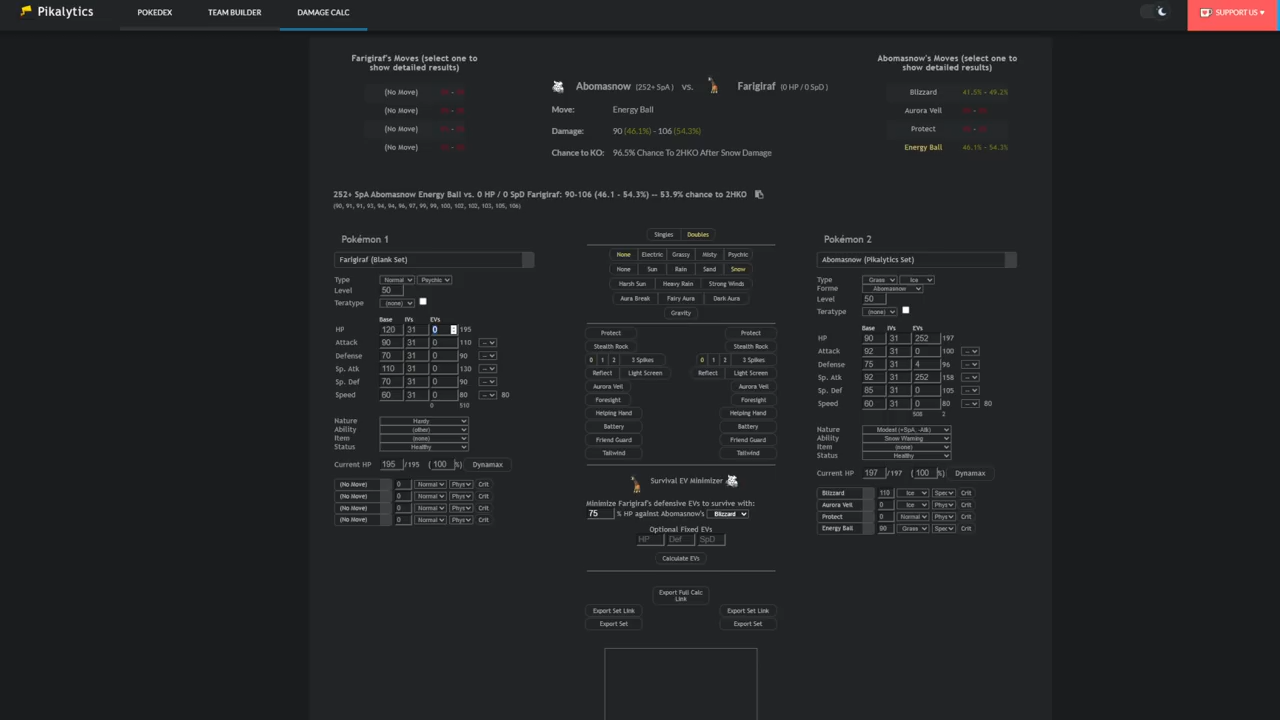 Pikalytics
POKEDEX
TEAM BUILDER
DAMAGE CALC
SUPPORT US
Farigiraf's Moves (select one to
show detailed results)
(No Move)
(No Move)
(No Move)
(No Move)
Abomasnow (252+ SpA ) vs. Farigiraf (0 HP / 0 SpD )
Move: Energy Ball
Damage: 90 (46.1%) - 106 (54.3%)
Chance to KO: 96.5% Chance To 2HKO After Snow Damage
Abomasnow's Moves (select one to
show detailed results)
Blizzard 41.5% - 49.2%
Aurora Veil
Protect
Energy Ball 46.1% - 54.3%
252+ SpA Abomasnow Energy Ball vs. 0 HP / 0 SpD Farigiraf: 90-106 (46.1 - 54.3%) -- 53.9% chance to 2HKO
(90, 91, 91, 93, 94, 94, 96, 97, 99, 99, 100, 102, 102, 103, 105, 106)
Pokémon 1
Farigiraf (Blank Set)
Type Normal Psychic
Level 50
Teratype (none)
Base IVs EVs
HP 120 31 0 195
Attack 90 31 0 110 --
Defense 70 31 0 90 --
Sp. Atk 110 31 0 130 --
Sp. Def 70 31 0 90 --
Speed 60 31 0 80 -- 80
0 510
Nature Hardy
Ability (other)
Item (none)
Status Healthy
Current HP 195 /195 ( 100 %) Dynamax
(No Move) 0 Normal Phys Crit
(No Move) 0 Normal Phys Crit
(No Move) 0 Normal Phys Crit
(No Move) 0 Normal Phys Crit
Singles Doubles
None Electric Grassy Misty Psychic
None Sun Rain Sand Snow
Harsh Sun Heavy Rain Strong Winds
Aura Break Fairy Aura Dark Aura
Gravity
Protect Protect
Stealth Rock Stealth Rock
0 1 2 3 Spikes 0 1 2 3 Spikes
Reflect Light Screen Reflect Light Screen
Aurora Veil Aurora Veil
Foresight Foresight
Helping Hand Helping Hand
Battery Battery
Friend Guard Friend Guard
Tailwind Tailwind
Survival EV Minimizer
Minimize Farigiraf's defensive EVs to survive with:
75 % HP against Abomasnow's Blizzard
Optional Fixed EVs
HP Def SpD
Calculate EVs
Export Full Calc
Link
Export Set Link Export Set Link
Export Set Export Set
Pokémon 2
Abomasnow (Pikalytics Set)
Type Grass Ice
Forme Abomasnow
Level 50
Teratype (none)
Base IVs EVs
HP 90 31 252 197
Attack 92 31 0 100 --
Defense 75 31 4 96 --
Sp. Atk 92 31 252 158 --
Sp. Def 85 31 0 105 --
Speed 60 31 0 80 -- 80
508 2
Nature Modest (+SpA, -Atk)
Ability Snow Warning
Item (none)
Status Healthy
Current HP 197 /197 ( 100 %) Dynamax
Blizzard 110 Ice Spec Crit
Aurora Veil 0 Ice Phys Crit
Protect 0 Normal Phys Crit
Energy Ball 90 Grass Spec Crit